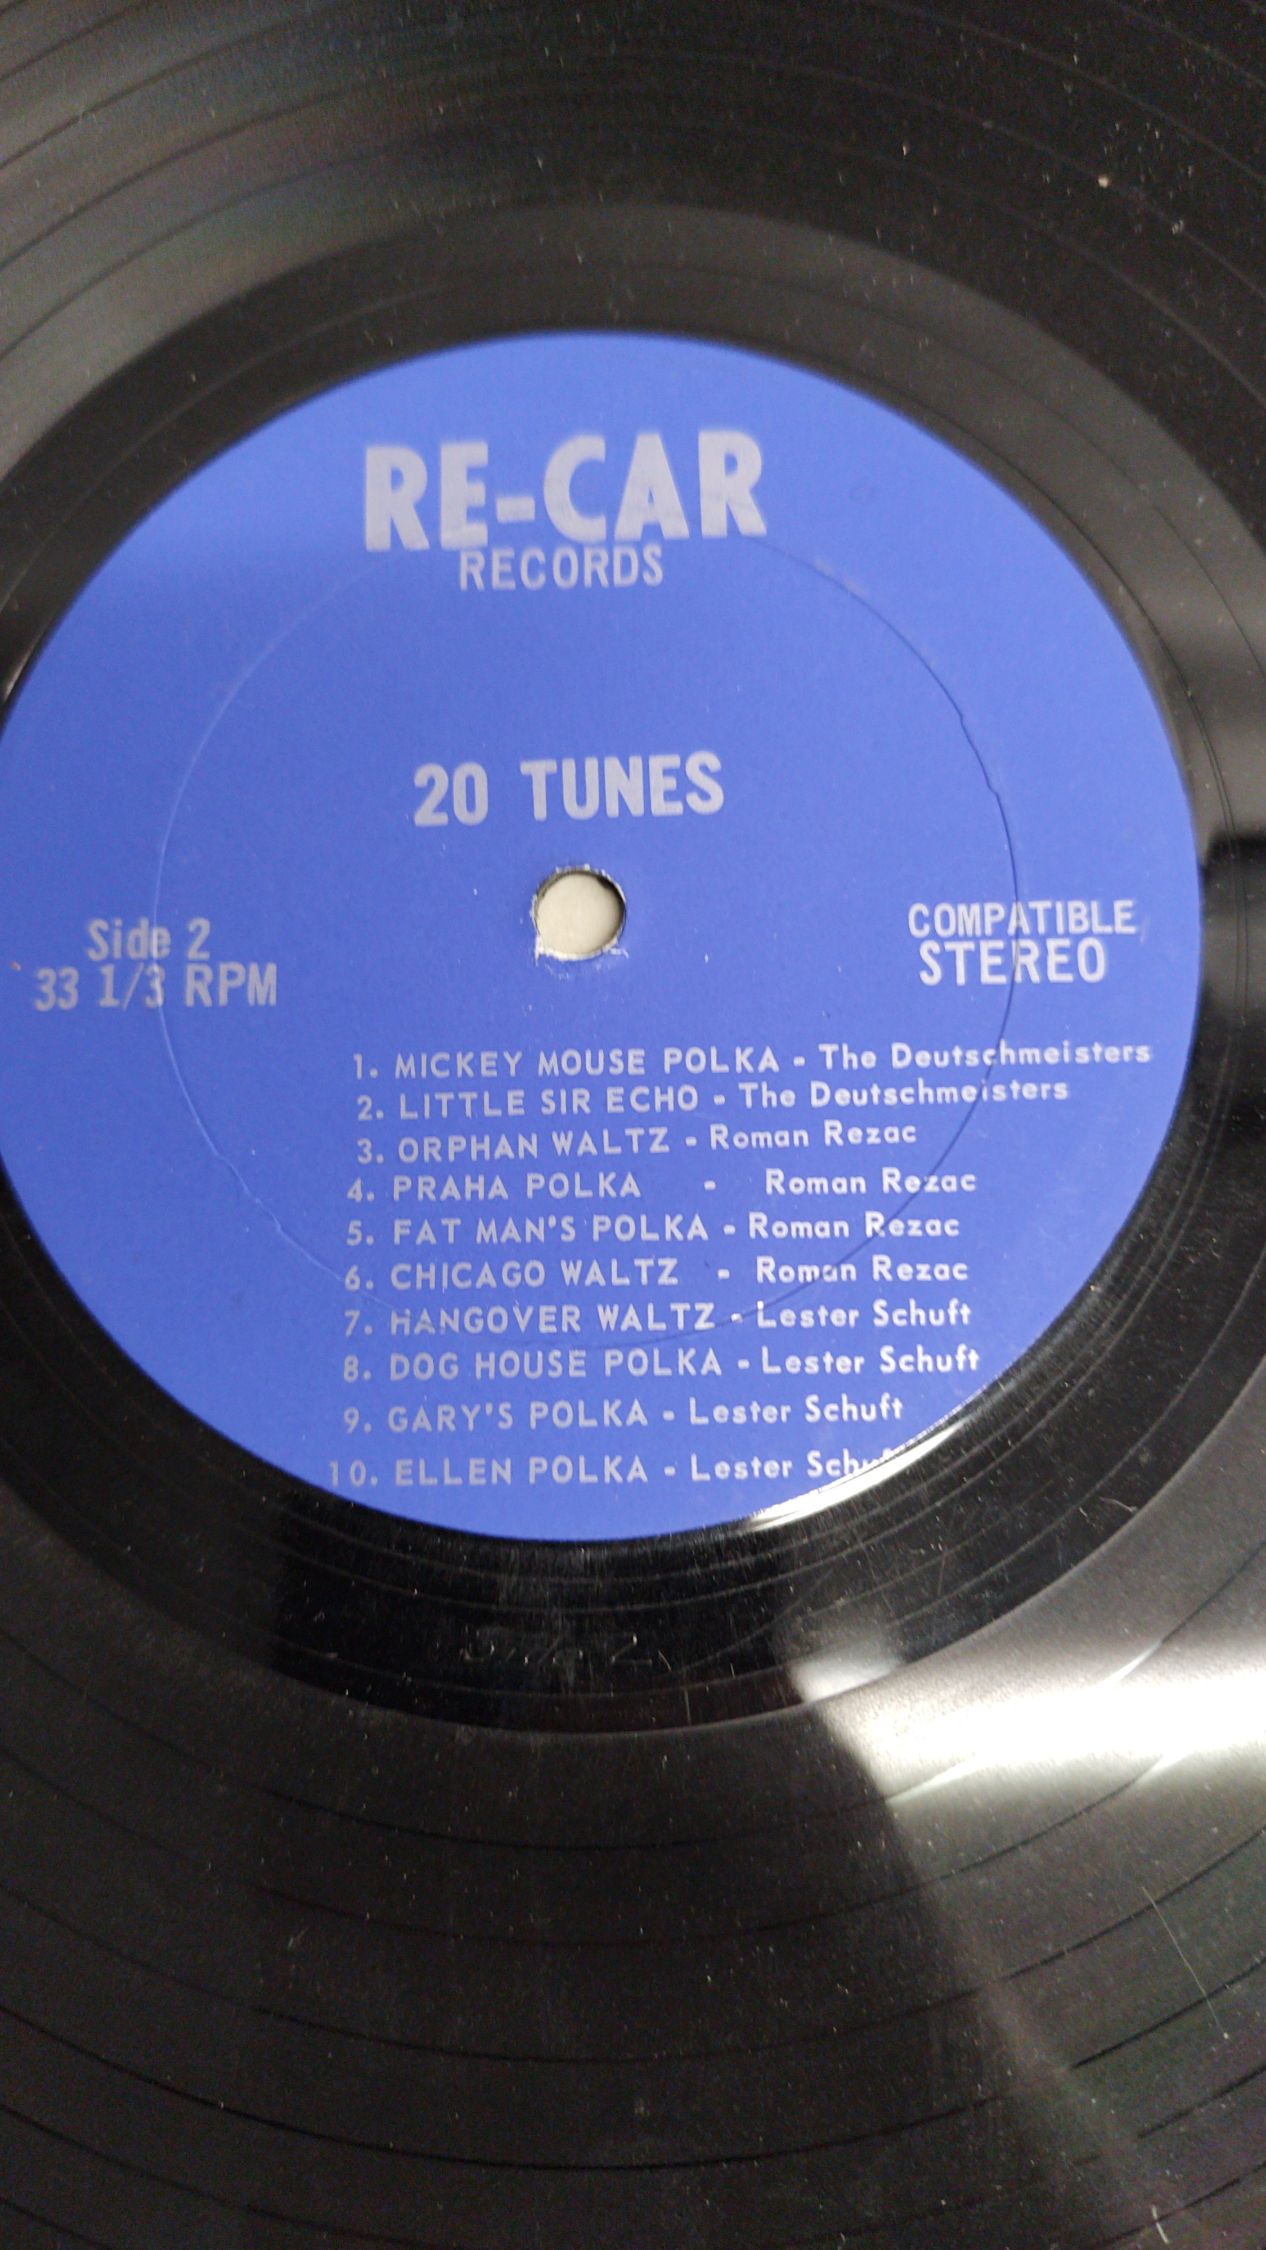 RE-CAR
RECORDS
20 TUNES
Side 2
33 1/3 RPM
COMPATIBLE
STEREO
1. MICKEY MOUSE POLKA - The Deutschmeisters
2. LITTLE SIR ECHO - The Deutschmeisters
3. ORPHAN WALTZ - Roman Rezac
4. PRAHA POLKA - Roman Rezac
5. FAT MAN'S POLKA - Roman Rezac
6. CHICAGO WALTZ - Roman Rezac
7. HANGOVER WALTZ - Lester Schuft
8. DOG HOUSE POLKA - Lester Schuft
9. GARY'S POLKA - Lester Schuft
10. ELLEN POLKA - Lester Schuft